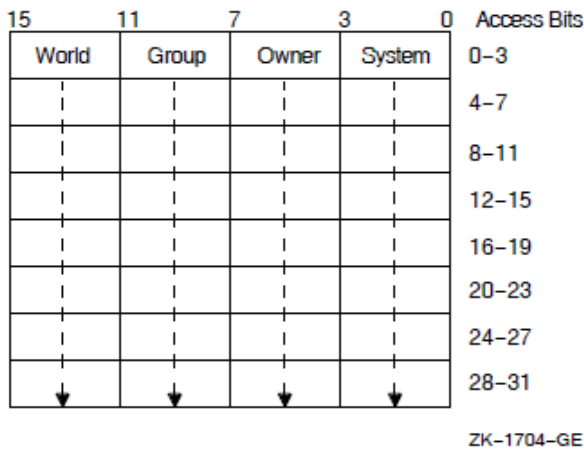 15 11 7 3 0 Access Bits
World Group Owner System 0–3
4–7
8–11
12–15
16–19
20–23
24–27
28–31
ZK–1704–GE